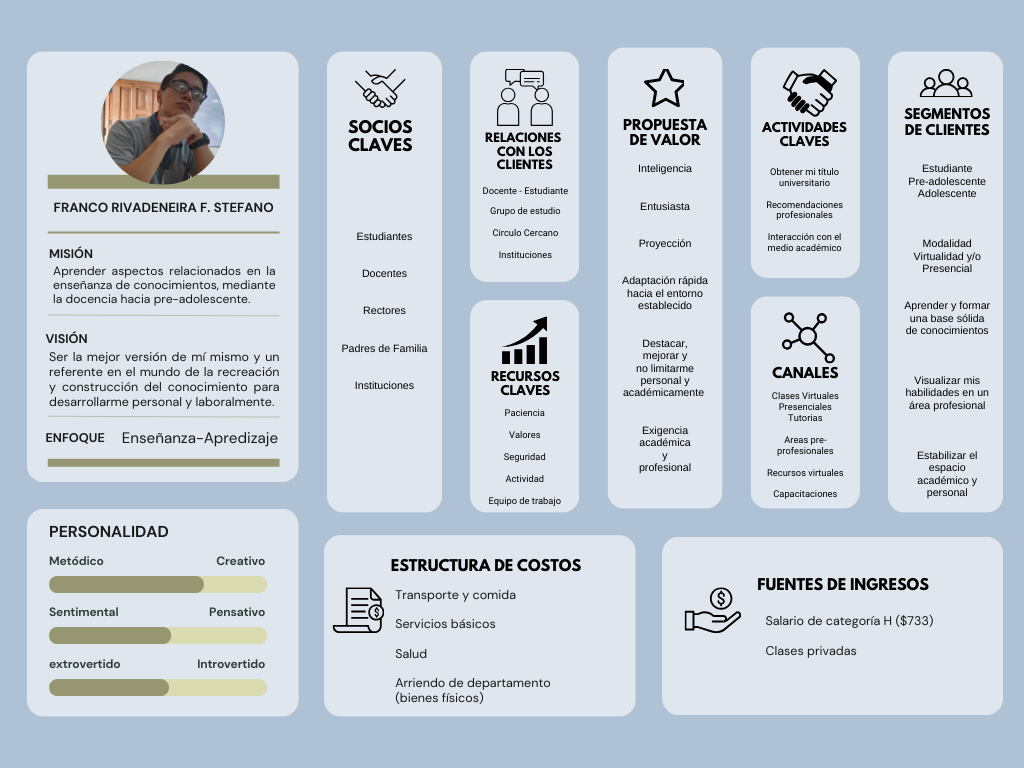 FRANCO RIVADENEIRA F. STEFANO
MISIÓN
Aprender aspectos relacionados en la
enseñanza de conocimientos, mediante
la docencia hacia pre-adolescente.
VISIÓN
Ser la mejor versión de mí mismo y un
referente en el mundo de la recreación
y construcción del conocimiento para
desarrollarme personal y laboralmente.
ENFOQUE Enseñanza-Apredizaje
PERSONALIDAD
Metódico Creativo
Sentimental Pensativo
extrovertido Introvertido
SOCIOS
CLAVES
Estudiantes
Docentes
Rectores
Padres de Familia
Instituciones
RELACIONES
CON LOS
CLIENTES
Docente - Estudiante
Grupo de estudio
Circulo Cercano
Instituciones
RECURSOS
CLAVES
Paciencia
Valores
Seguridad
Actividad
Equipo de trabajo
PROPUESTA
DE VALOR
Inteligencia
Entusiasta
Proyección
Adaptación rápida
hacia el entorno
establecido
Destacar,
mejorar y
no limitarme
personal y
académicamente
Exigencia
académica
y
profesional
ACTIVIDADES
CLAVES
Obtener mi título
universitario
Recomendaciones
profesionales
Interacción con el
medio académico
CANALES
Clases Virtuales
Presenciales
Tutorias
Areas pre-
profesionales
Recursos virtuales
Capacitaciones
SEGMENTOS
DE CLIENTES
Estudiante
Pre-adolescente
Adolescente
Modalidad
Virtualidad y/o
Presencial
Aprender y formar
una base sólida
de conocimientos
Visualizar mis
habilidades en un
área profesional
Estabilizar el
espacio
académico y
personal
ESTRUCTURA DE COSTOS
Transporte y comida
Servicios básicos
Salud
Arriendo de departamento
(bienes físicos)
FUENTES DE INGRESOS
Salario de categoría H ($733)
Clases privadas